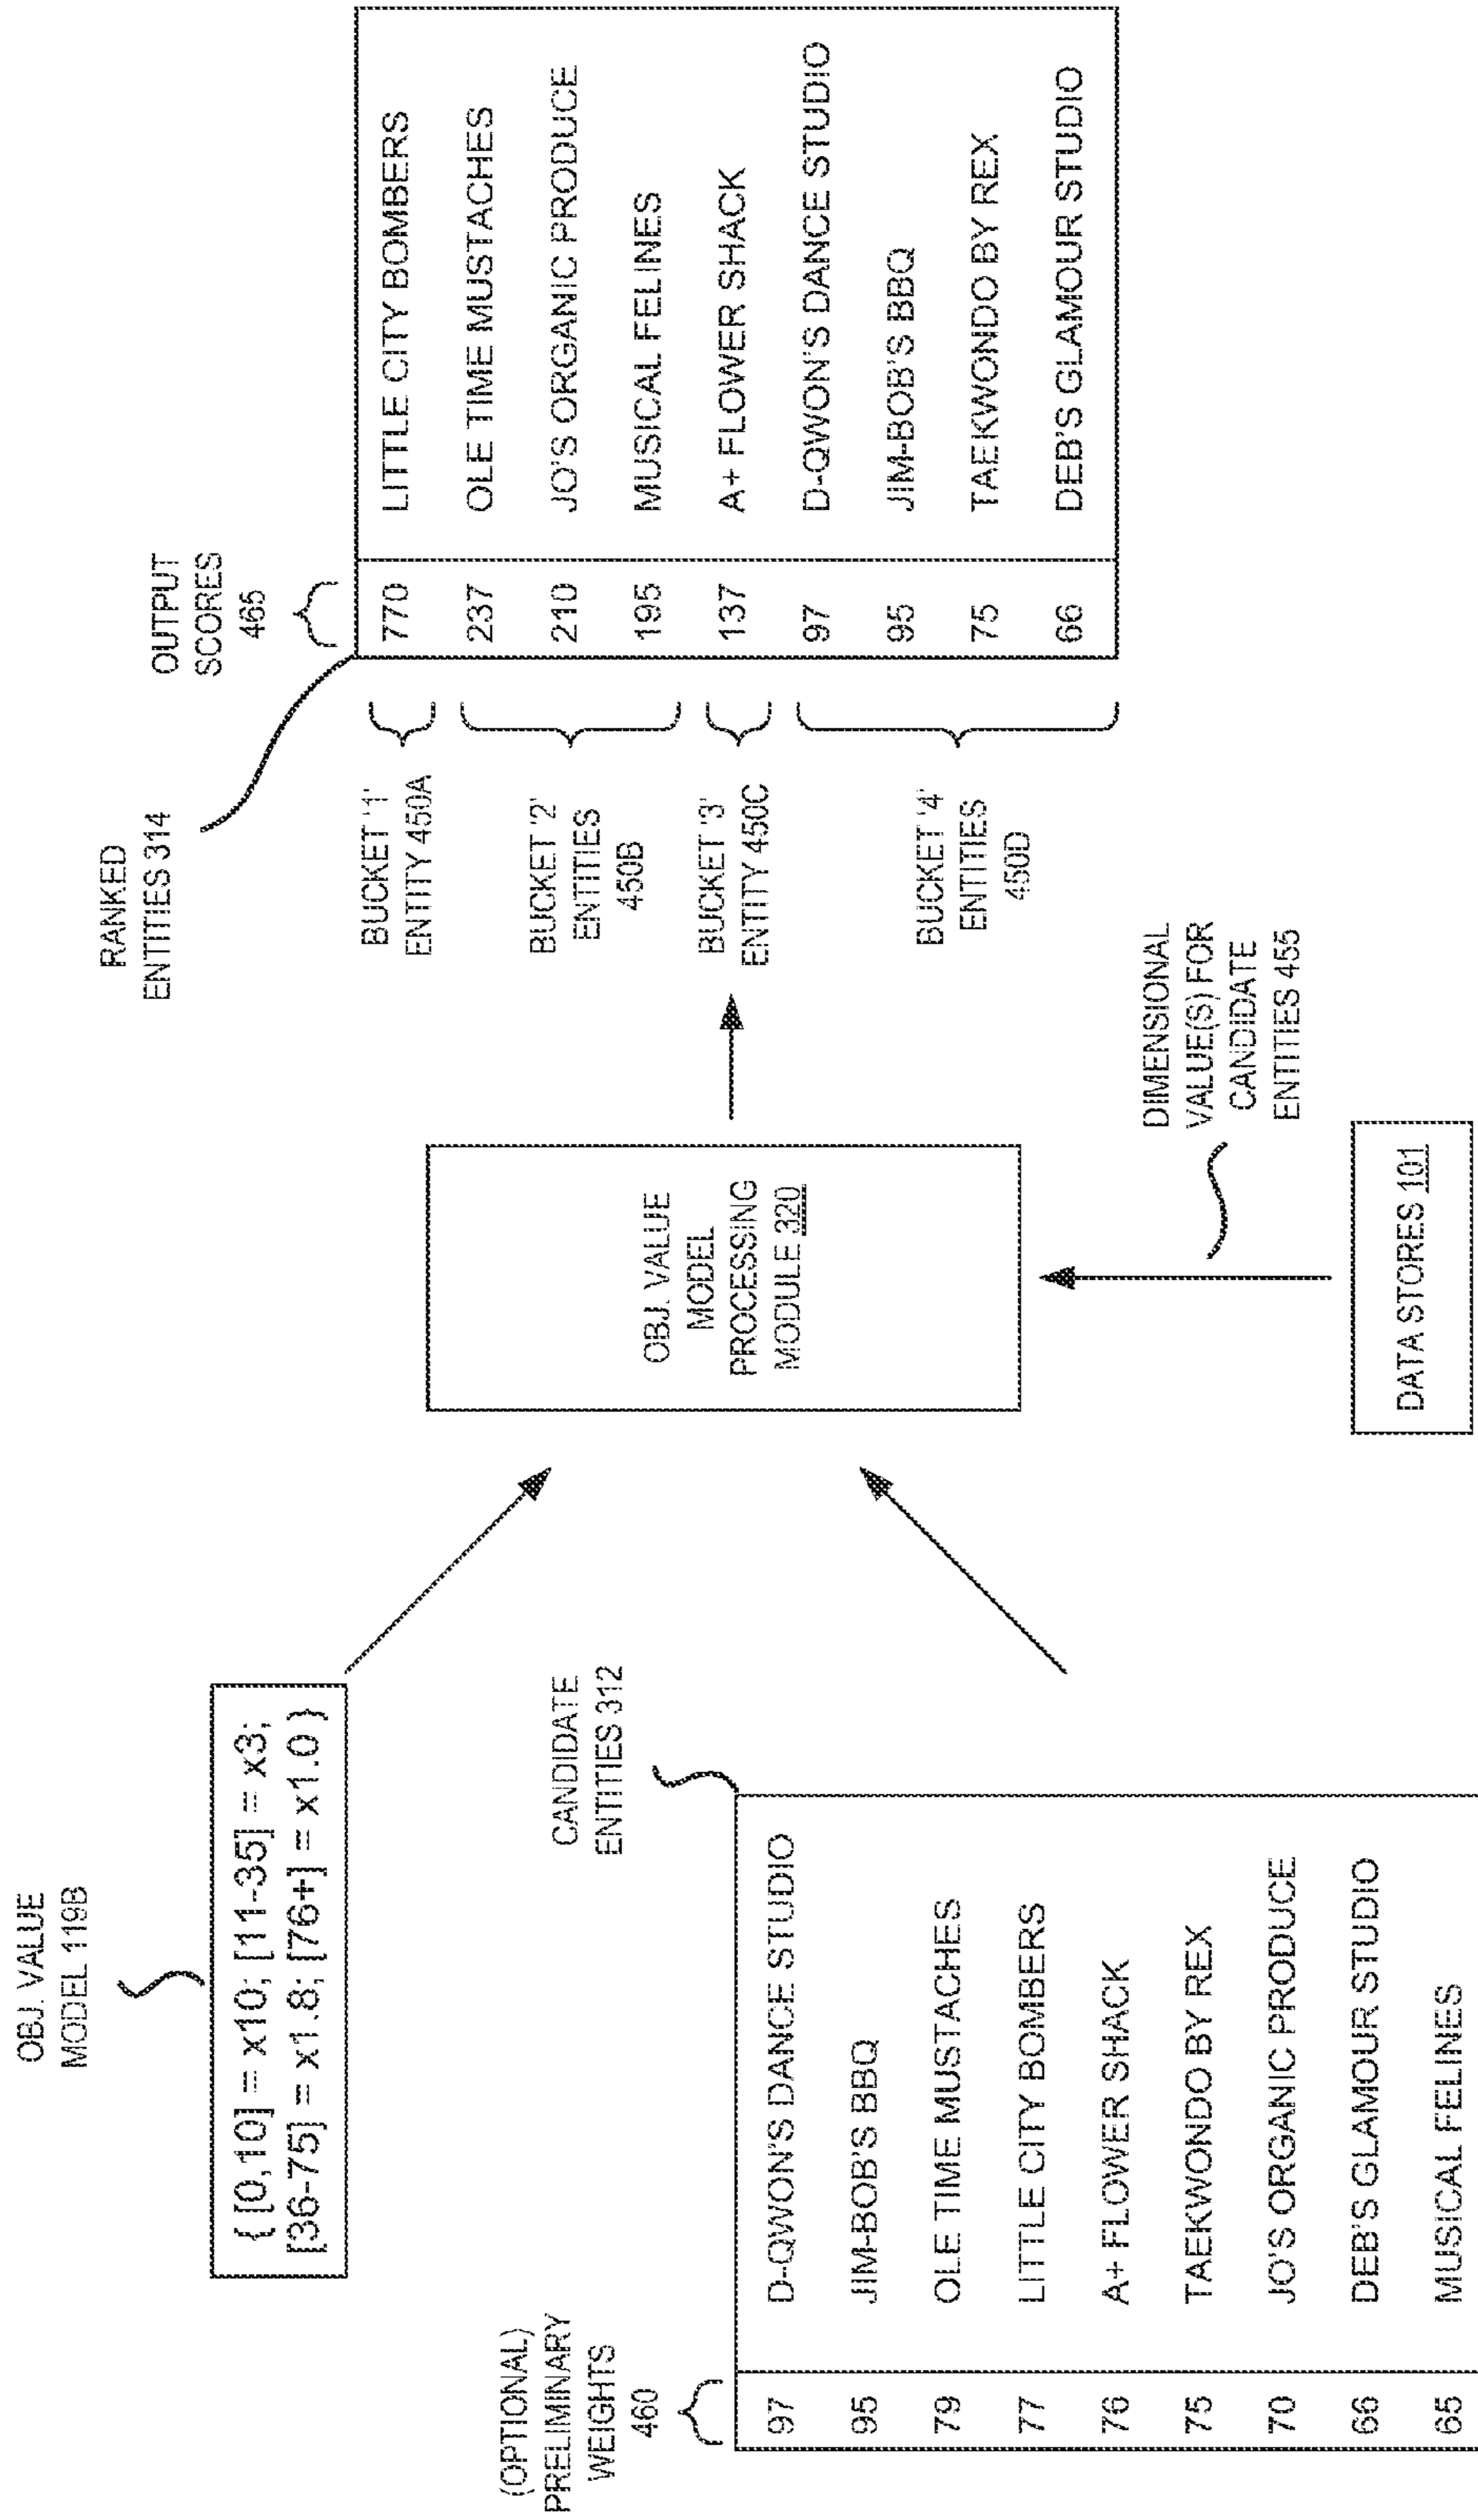 OBJ. VALUE
MODEL 119B
{ [0,10] = x10; [11-35] = x3;
[36-75] = x1.8; [76+] = x1.0 }
(OPTIONAL)
PRELIMINARY
WEIGHTS
460
CANDIDATE
ENTITIES 312
97 D-QWON'S DANCE STUDIO
95 JIM-BOB'S BBQ
79 OLE TIME MUSTACHES
77 LITTLE CITY BOMBERS
76 A+ FLOWER SHACK
75 TAEKWONDO BY REX
70 JO'S ORGANIC PRODUCE
66 DEB'S GLAMOUR STUDIO
65 MUSICAL FELINES
OBJ. VALUE
MODEL
PROCESSING
MODULE 320
DIMENSIONAL
VALUE(S) FOR
CANDIDATE
ENTITIES 455
DATA STORES 101
RANKED
ENTITIES 314
OUTPUT
SCORES
465
BUCKET '1'
ENTITY 450A
BUCKET '2'
ENTITIES
450B
BUCKET '3'
ENTITY 450C
BUCKET '4'
ENTITIES
450D
770 LITTLE CITY BOMBERS
237 OLE TIME MUSTACHES
210 JO'S ORGANIC PRODUCE
195 MUSICAL FELINES
137 A+ FLOWER SHACK
97 D-QWON'S DANCE STUDIO
95 JIM-BOB'S BBQ
75 TAEKWONDO BY REX
66 DEB'S GLAMOUR STUDIO